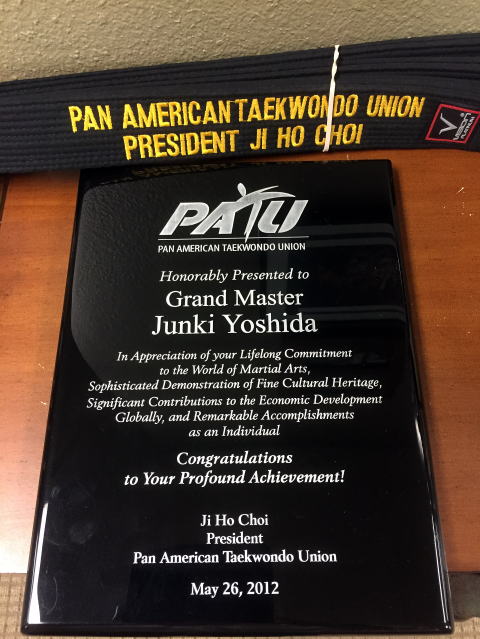 PAN AMERICAN TAEKWONDO UNION
PRESIDENT JI HO CHOI
PATU
PAN AMERICAN TAEKWONDO UNION
Honorably Presented to
Grand Master
Junki Yoshida
In Appreciation of your Lifelong Commitment
to the World of Martial Arts,
Sophisticated Demonstration of Fine Cultural Heritage,
Significant Contributions to the Economic Development
Globally, and Remarkable Accomplishments
as an Individual
Congratulations
to Your Profound Achievement!
Ji Ho Choi
President
Pan American Taekwondo Union
May 26, 2012